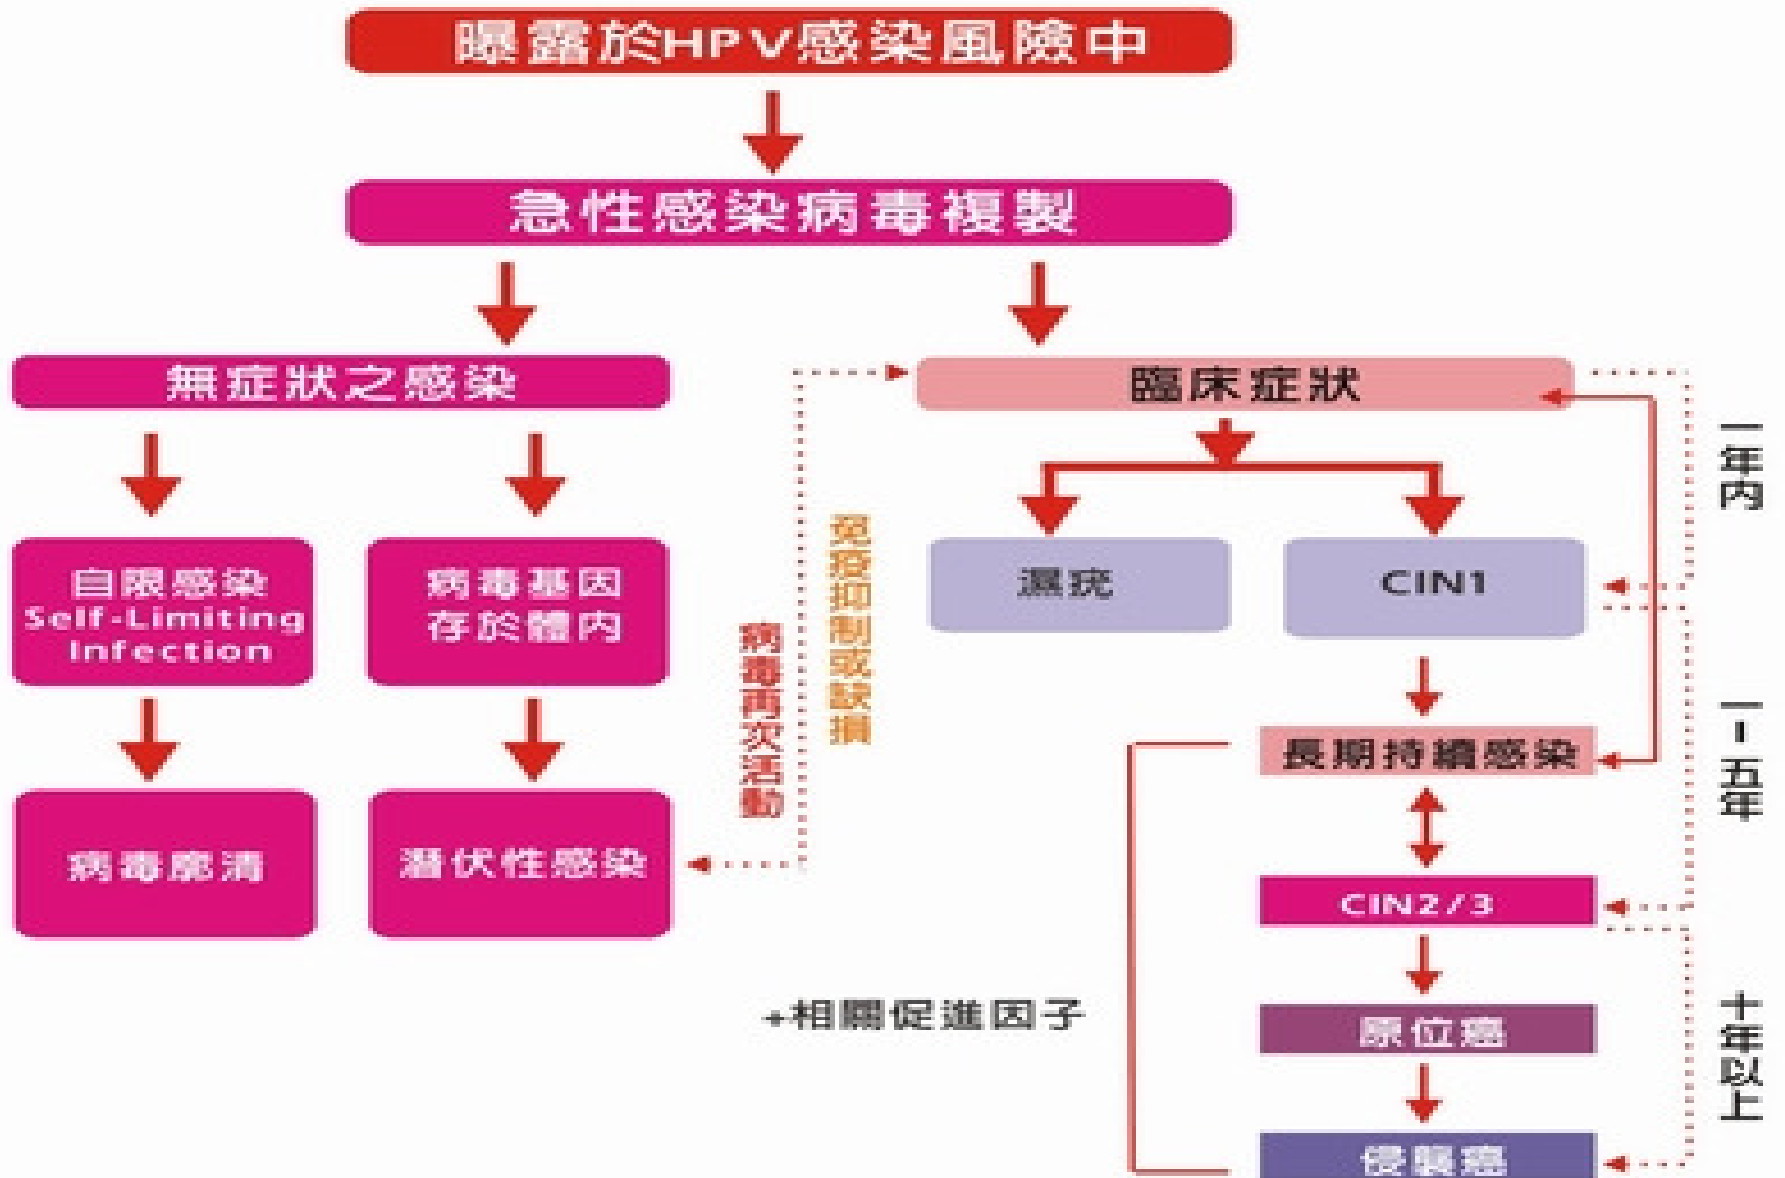 曝露於HPV感染風險中
急性感染病毒複製
無症狀之感染
臨床症狀
自限感染
Self-Limiting
Infection
病毒基因
存於體內
濕疣
CIN1
病毒廓清
潛伏性感染
病毒再次活動
免疫抑制或缺損
長期持續感染
CIN2/3
原位癌
侵襲癌
+相關促進因子
一年內
一-五年
十年以上